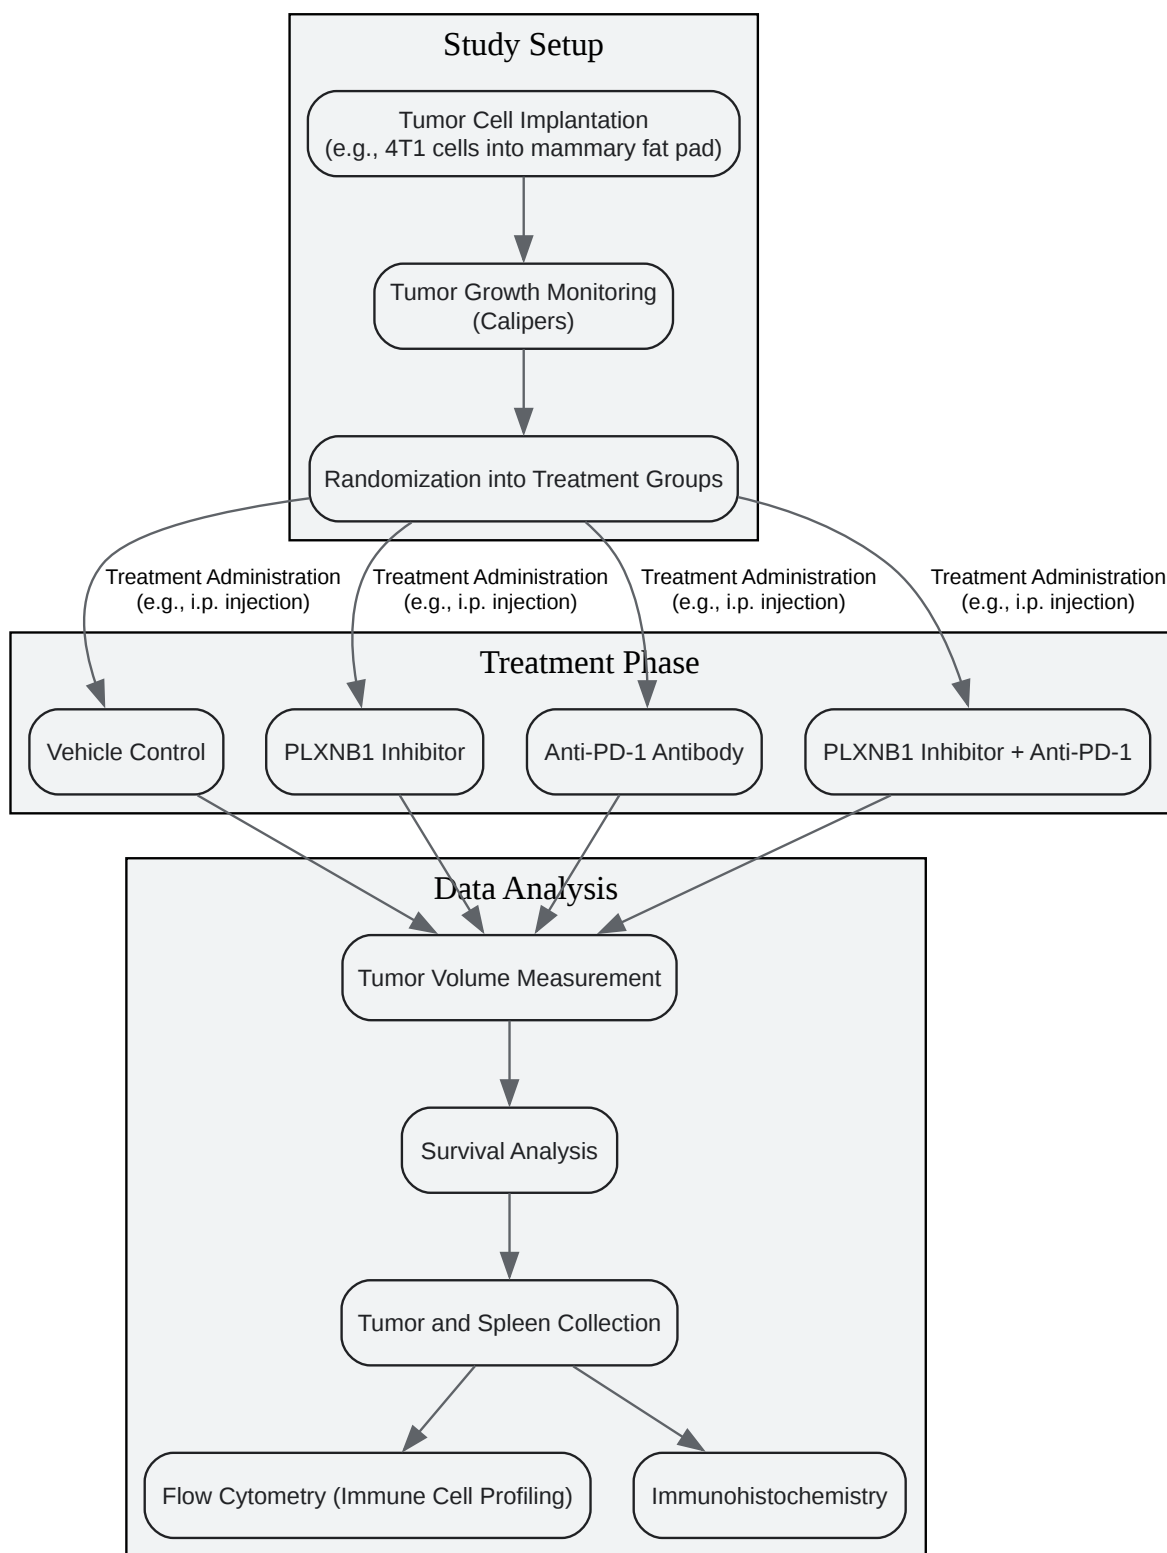 Study Setup
Tumor Cell Implantation
(e.g., 4T1 cells into mammary fat pad)
Tumor Growth Monitoring
(Calipers)
Randomization into Treatment Groups
Treatment Administration
(e.g., i.p. injection)
Treatment Administration
(e.g., i.p. injection)
Treatment Administration
(e.g., i.p. injection)
Treatment Administration
(e.g., i.p. injection)
Treatment Phase
Vehicle Control
PLXNB1 Inhibitor
Anti-PD-1 Antibody
PLXNB1 Inhibitor + Anti-PD-1
Data Analysis
Tumor Volume Measurement
Survival Analysis
Tumor and Spleen Collection
Flow Cytometry (Immune Cell Profiling)
Immunohistochemistry